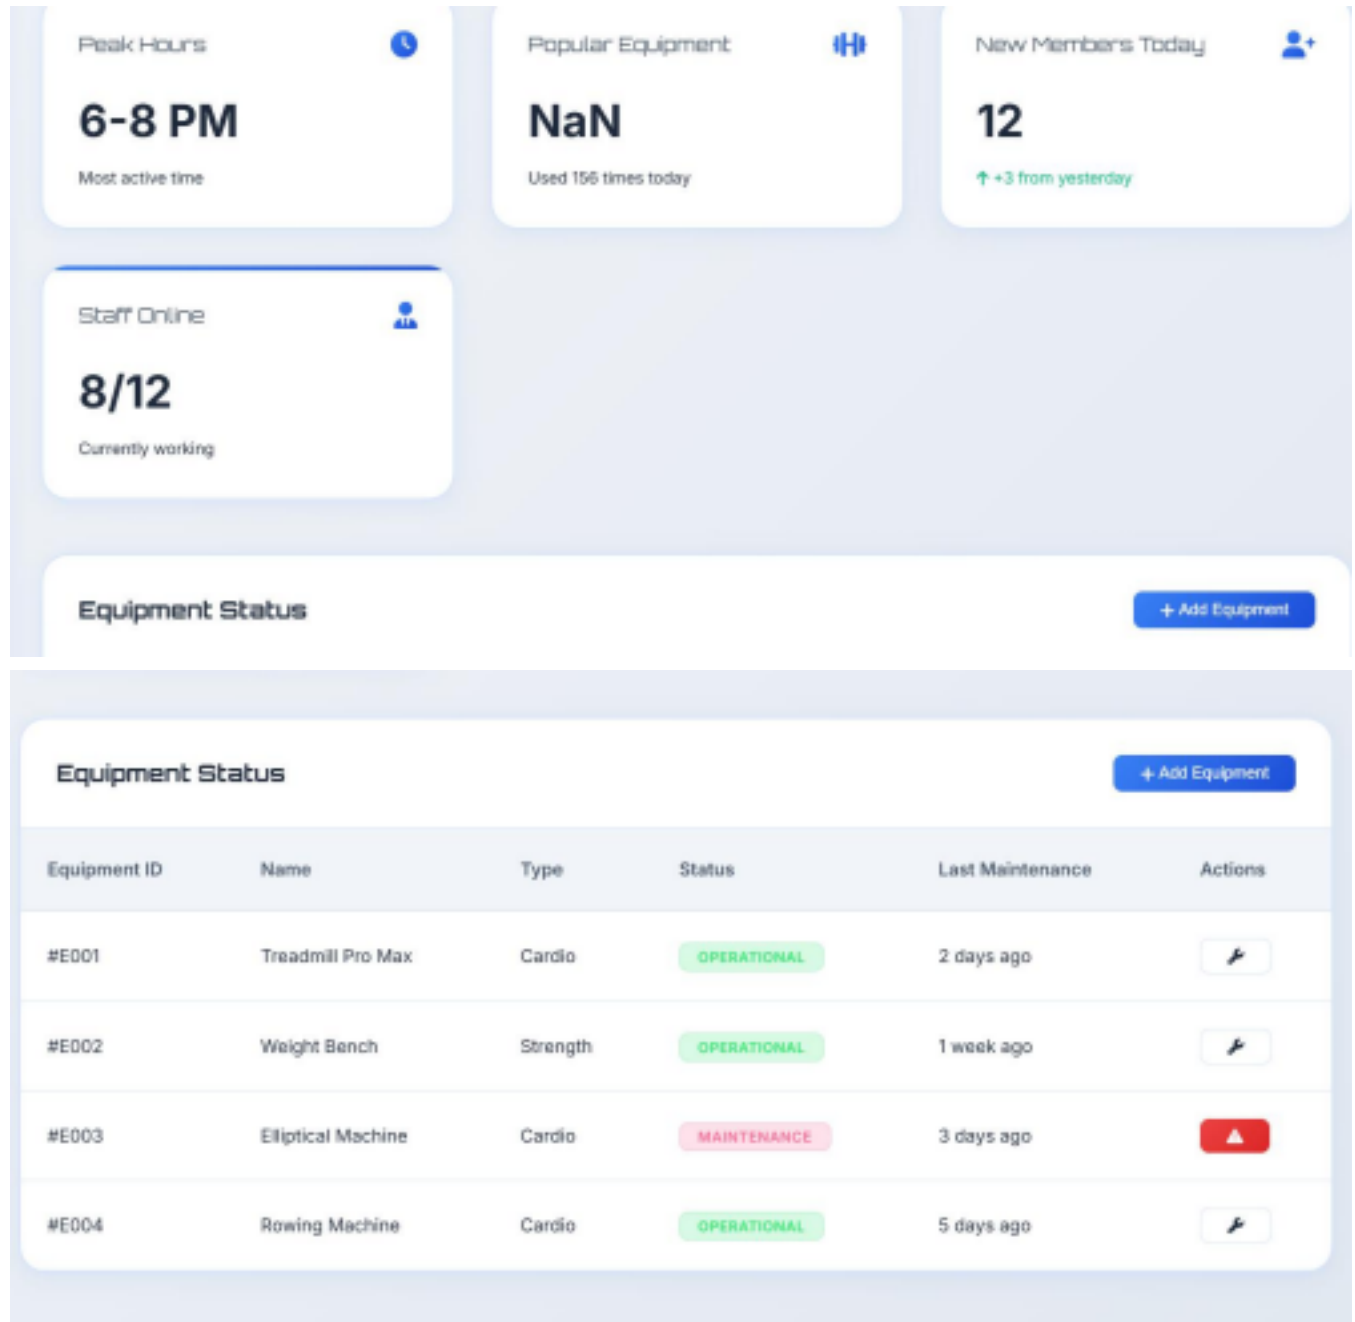 Peak Hours
6-8 PM
Most active time
Popular Equipment
NaN
Used 156 times today
New Members Today
12
+3 from yesterday
Staff Online
8/12
Currently working
Equipment Status
+ Add Equipment
Equipment Status
+ Add Equipment
Equipment ID Name Type Status Last Maintenance Actions
#E001 Treadmill Pro Max Cardio OPERATIONAL 2 days ago
#E002 Weight Bench Strength OPERATIONAL 1 week ago
#E003 Elliptical Machine Cardio MAINTENANCE 3 days ago
#E004 Rowing Machine Cardio OPERATIONAL 5 days ago